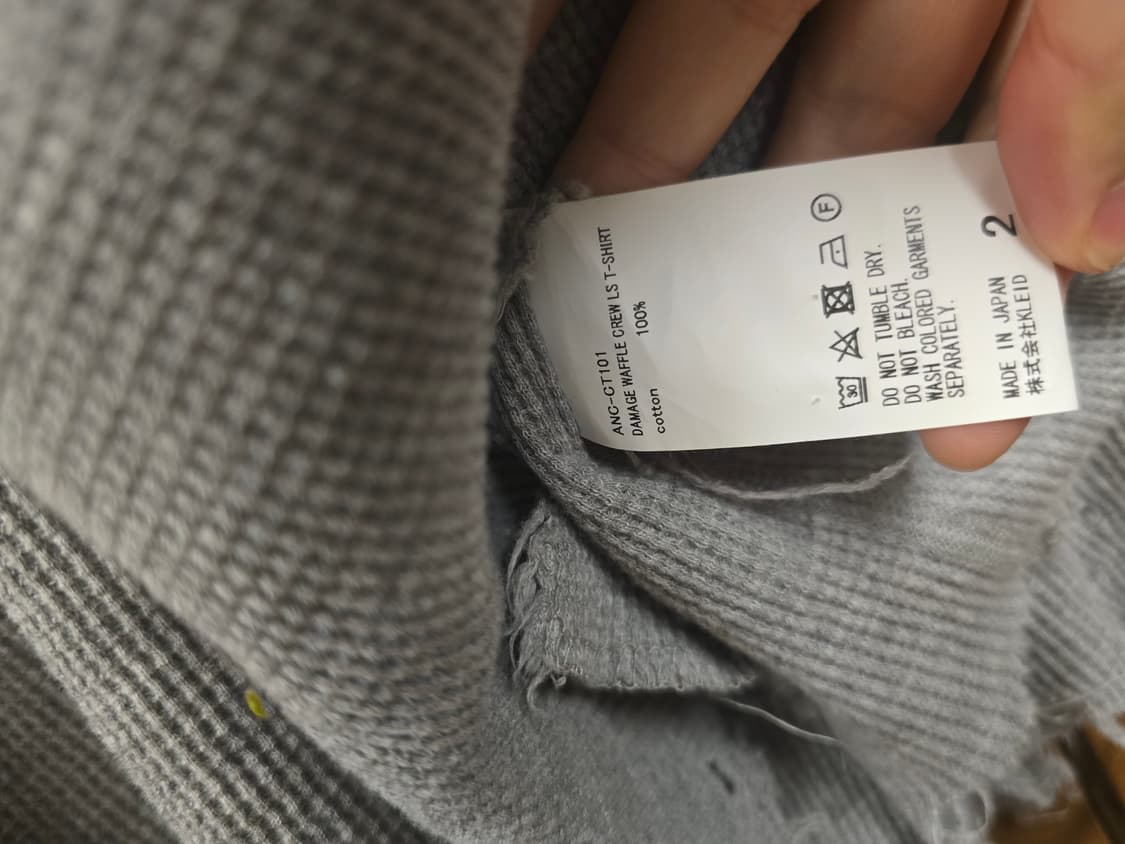 ANC-CT101
DAMAGE WAFFLE CREW LS T-SHIRT
100%
cotton
30
F
DO NOT TUMBLE DRY.
DO NOT BLEACH.
WASH COLORED GARMENTS
SEPARATELY.
MADE IN JAPAN
株式会社KLEID
2